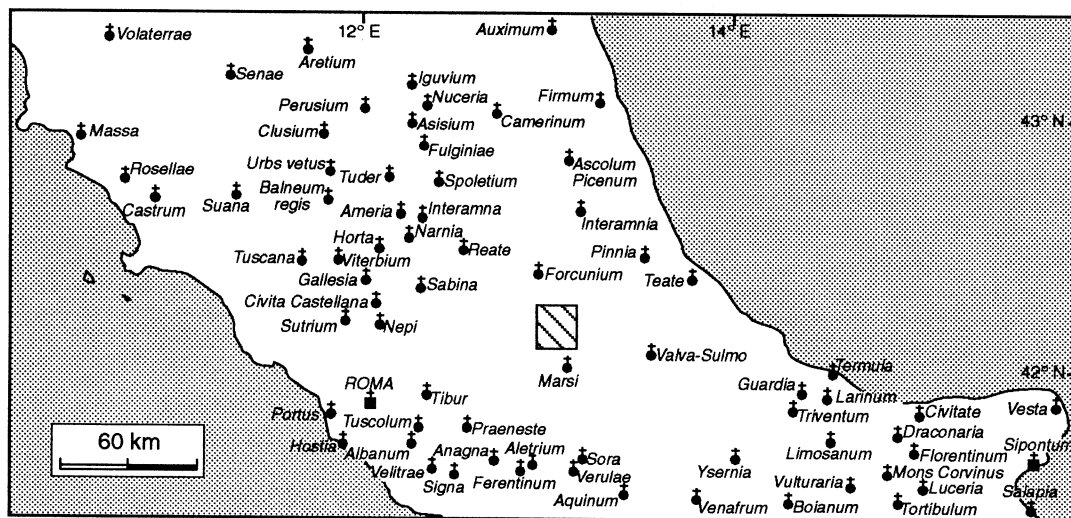 12° E
14° E
Volaterrae
Aretium
Auximum
Senae
Iguvium
Nuceria
Perusium
Firmum
Camerinum
Massa
Clusium
Asisium
43° N
Fulginiae
Urbs vetus
Ascolum
Picenum
Rosellae
Tuder
Spoletium
Castrum
Suana
Balneum
regis
Ameria
Interamna
Interamnia
Narnia
Horta
Reate
Pinnia
Tuscana
Viterbium
Gallesia
Sabina
Forcunium
Teate
Civita Castellana
Sutrium
Nepi
Valva-Sulmo
Marsi
Termula
42° N
ROMA
Tibur
Guardia
Larinum
Portus
Tuscolum
Praeneste
Triventum
Civitate
Vesta
Hostia
Albanum
Anagna
Aletrium
Sora
Limosanum
Draconaria
Florentinum
Sipontum
Velitrae
Signa
Ferentinum
Verulae
Ysernia
Mons Corvinus
Vulturaria
Luceria
Salapia
Aquinum
Venafrum
Boianum
Tortibulum
60 km